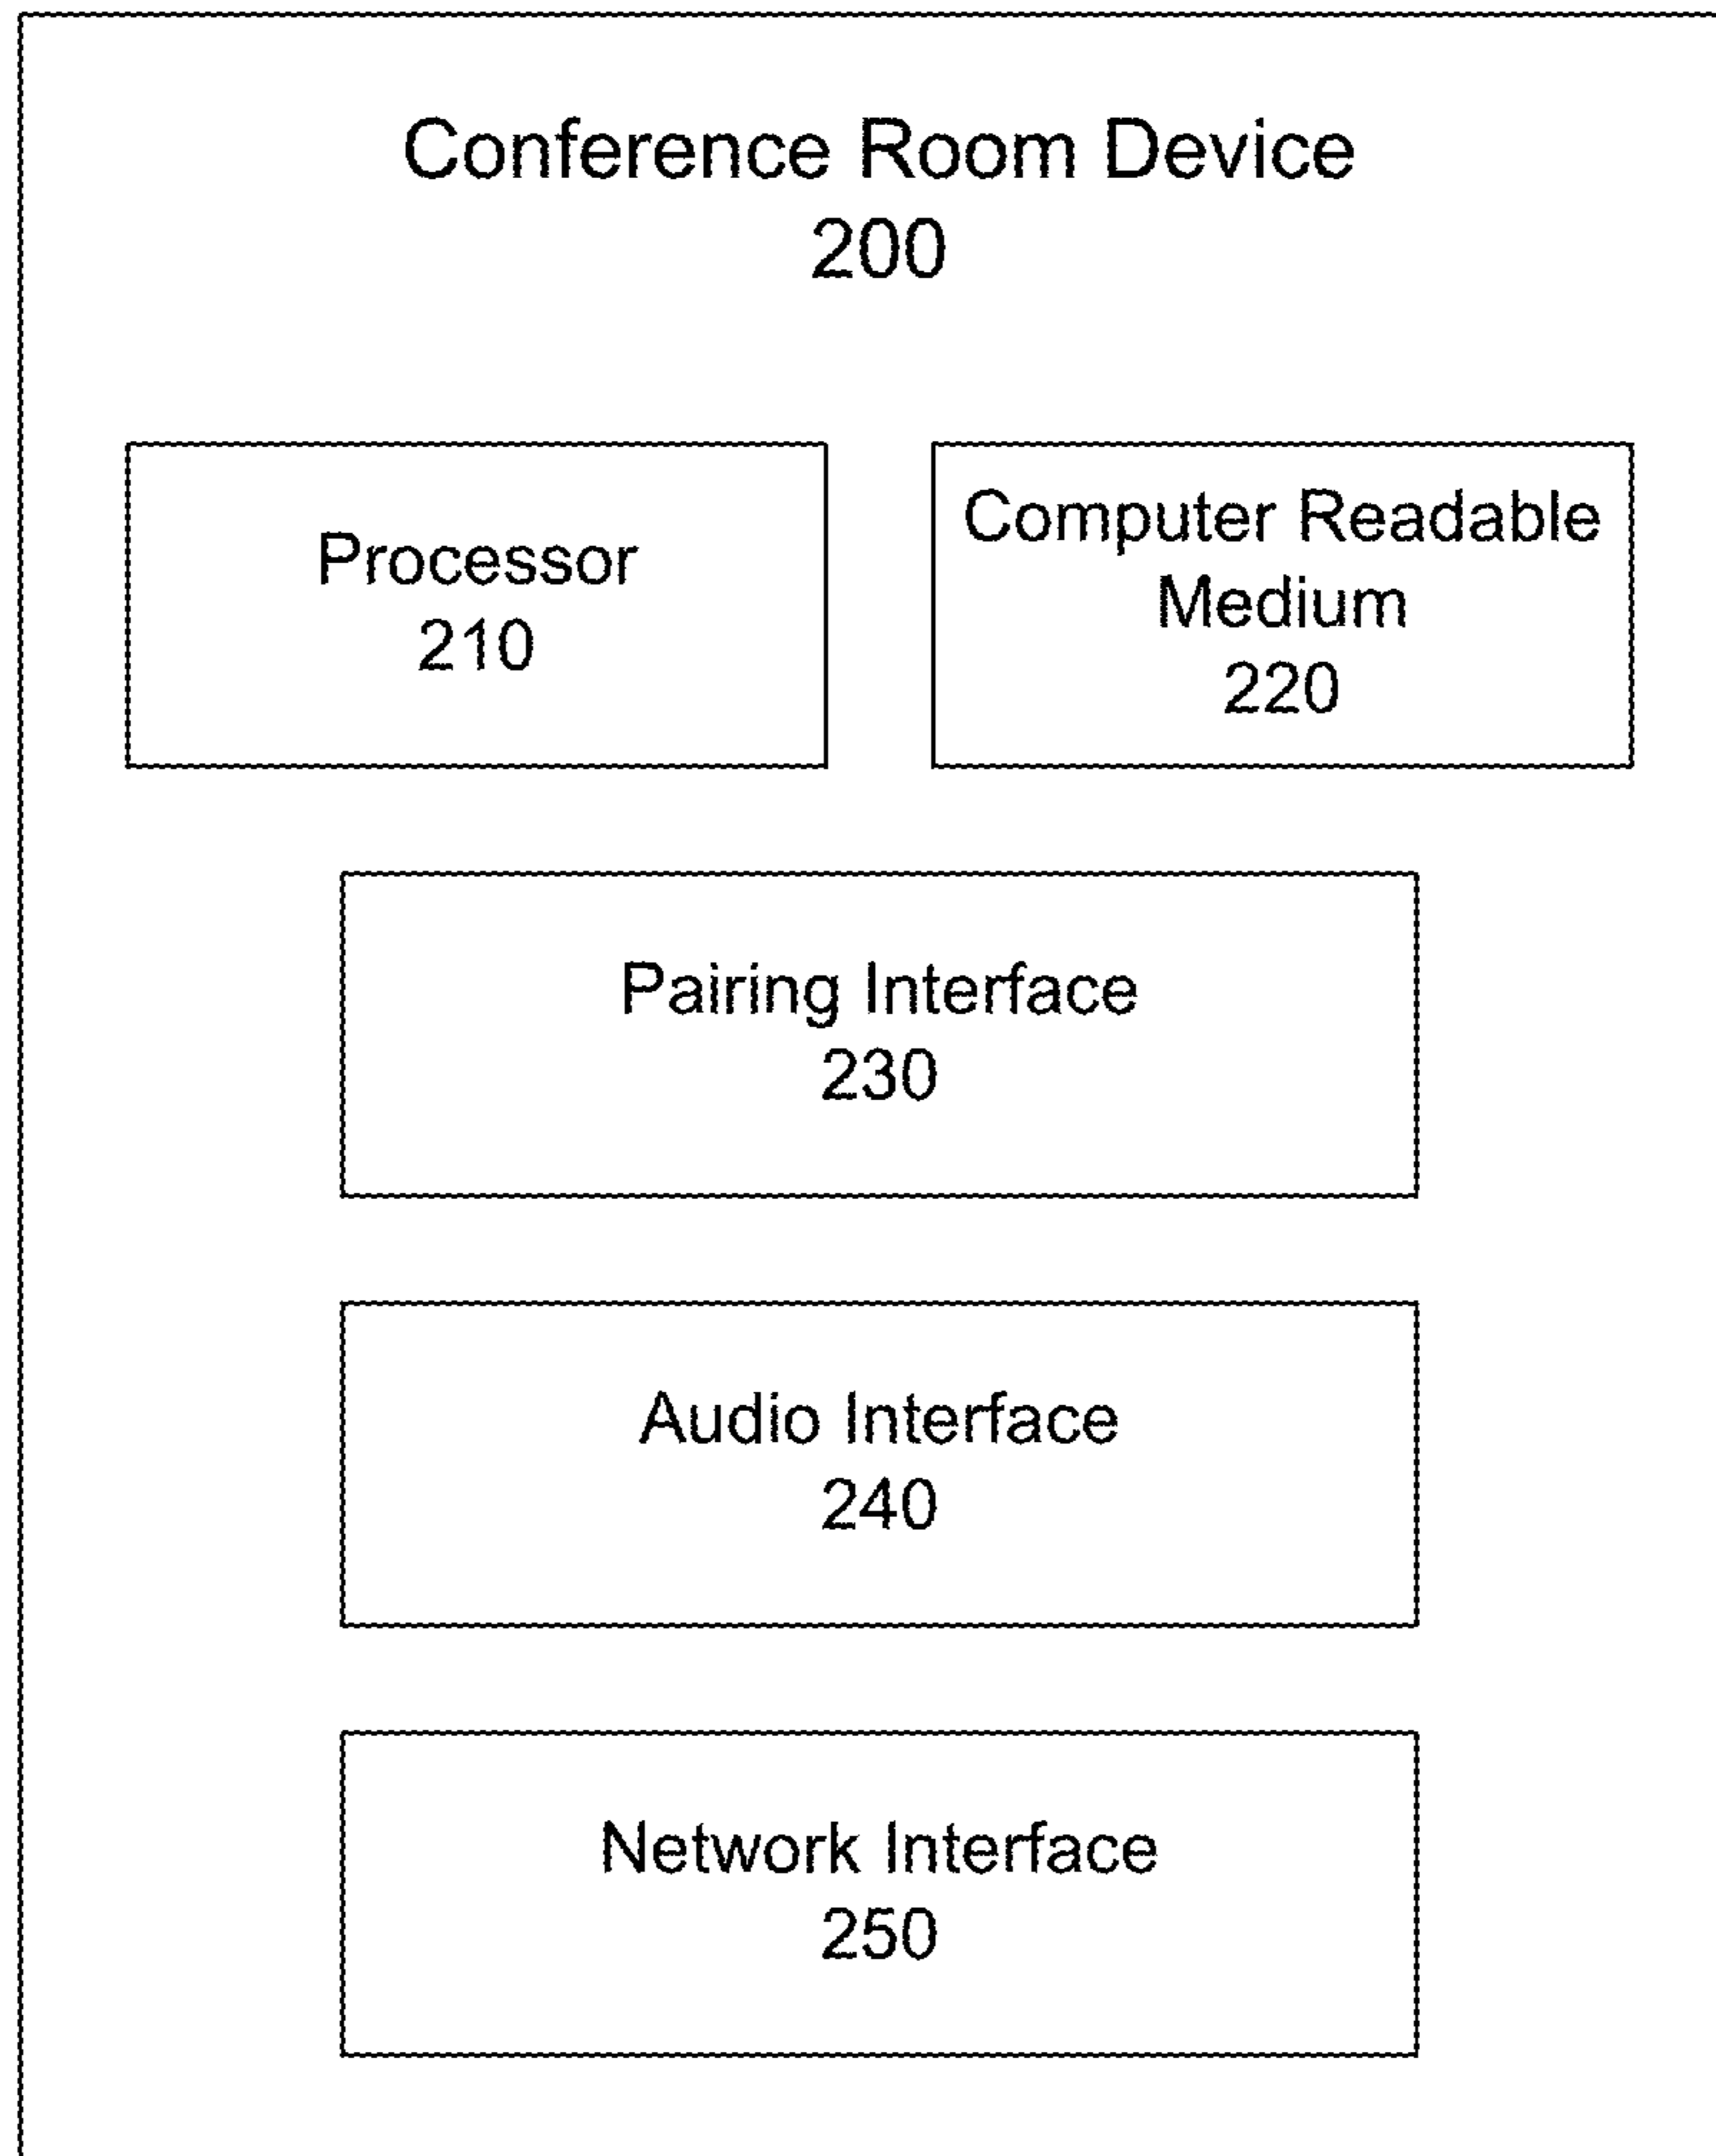 Conference Room Device
200
Processor
210
Computer Readable
Medium
220
Pairing Interface
230
Audio Interface
240
Network Interface
250